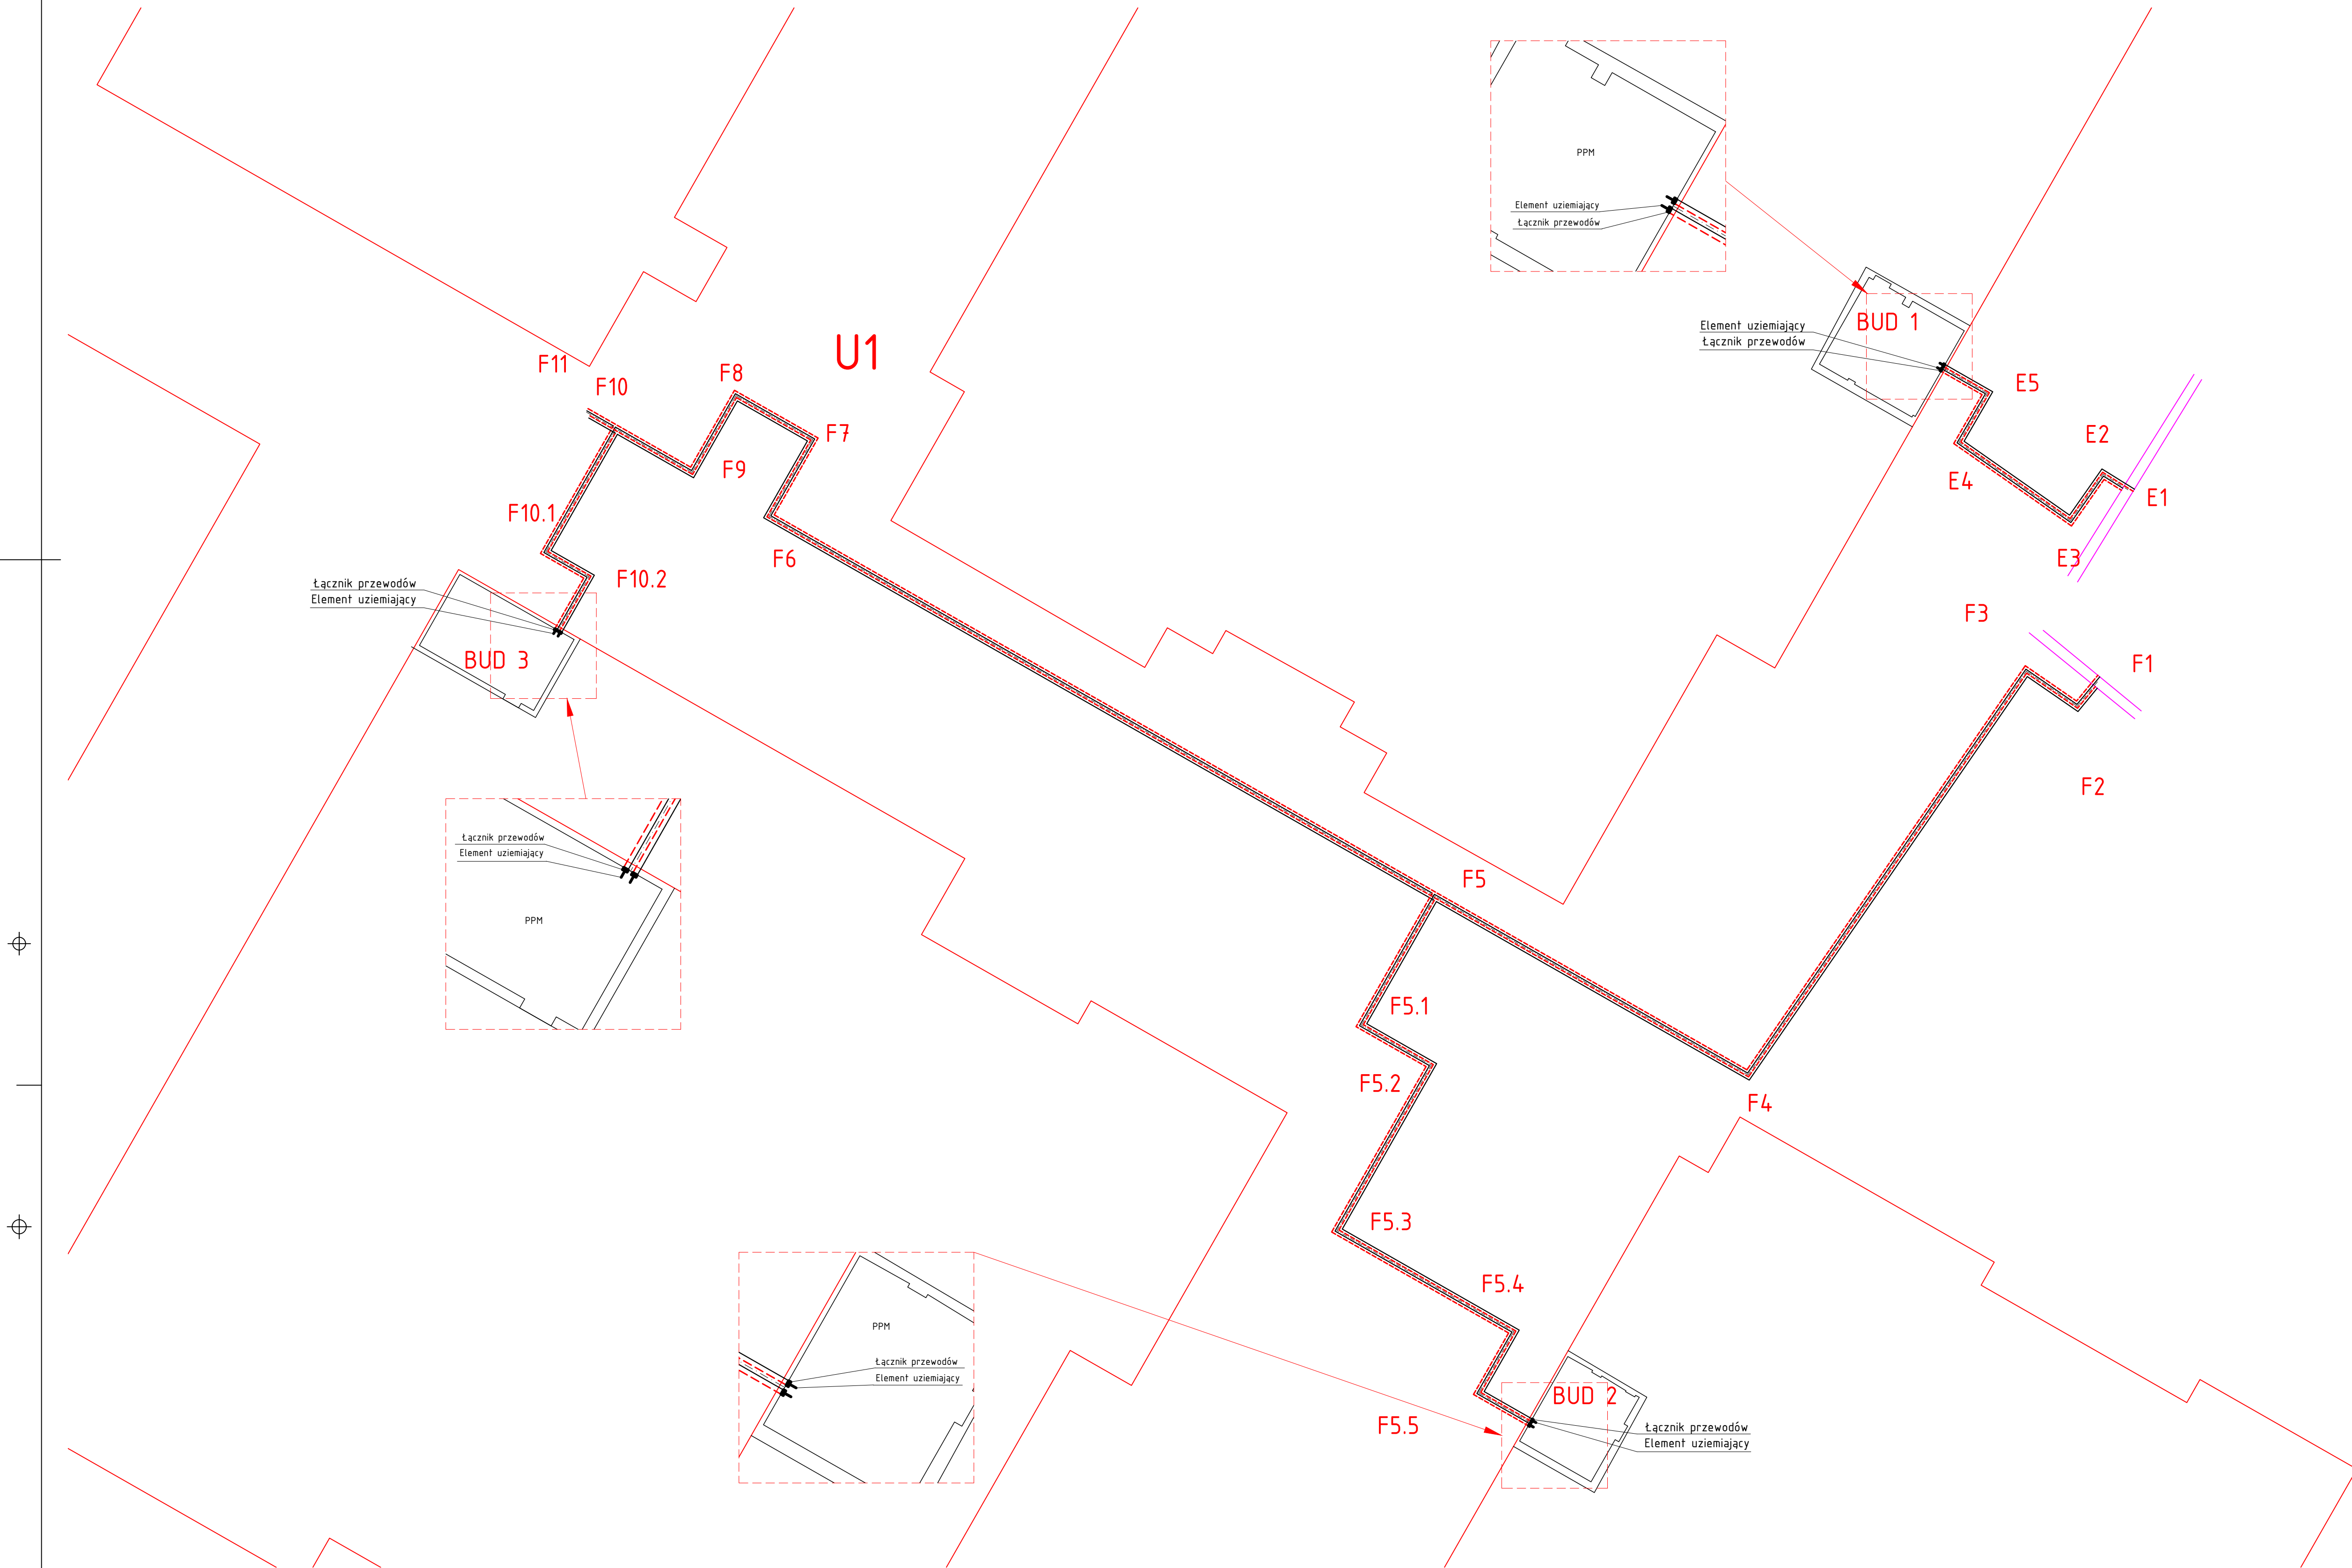 PPM
Element uziemiający
Łącznik przewodów
BUD 1
Element uziemiający
Łącznik przewodów
U1
F11
F10
F8
F7
F9
F6
E5
E2
E4
E1
E3
F10.1
F10.2
Łącznik przewodów
Element uziemiający
BUD 3
F3
F1
F2
Łącznik przewodów
Element uziemiający
PPM
F5
F5.1
F5.2
F4
F5.3
F5.4
PPM
Łącznik przewodów
Element uziemiający
BUD 2
F5.5
Łącznik przewodów
Element uziemiający